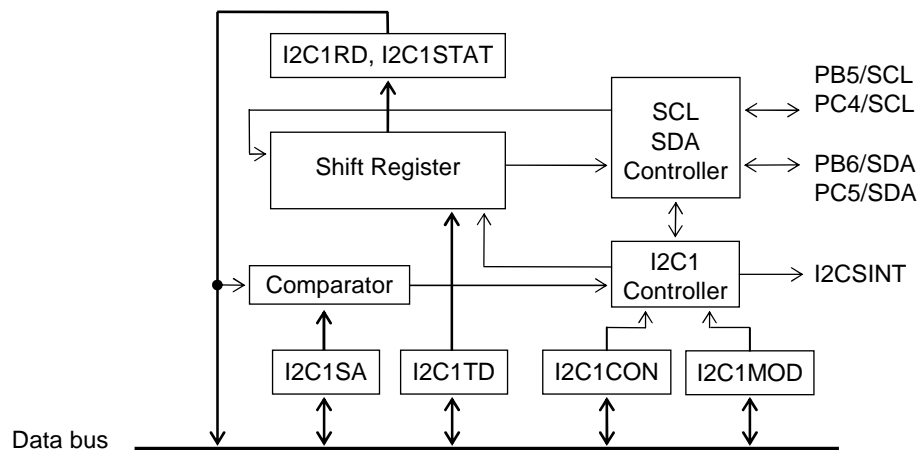 I2C1RD, I2C1STAT
PB5/SCL
PC4/SCL
SCL
SDA
Controller
Shift Register
PB6/SDA
PC5/SDA
I2C1
Controller
I2CSINT
Comparator
I2C1SA
I2C1TD
I2C1CON
I2C1MOD
Data bus